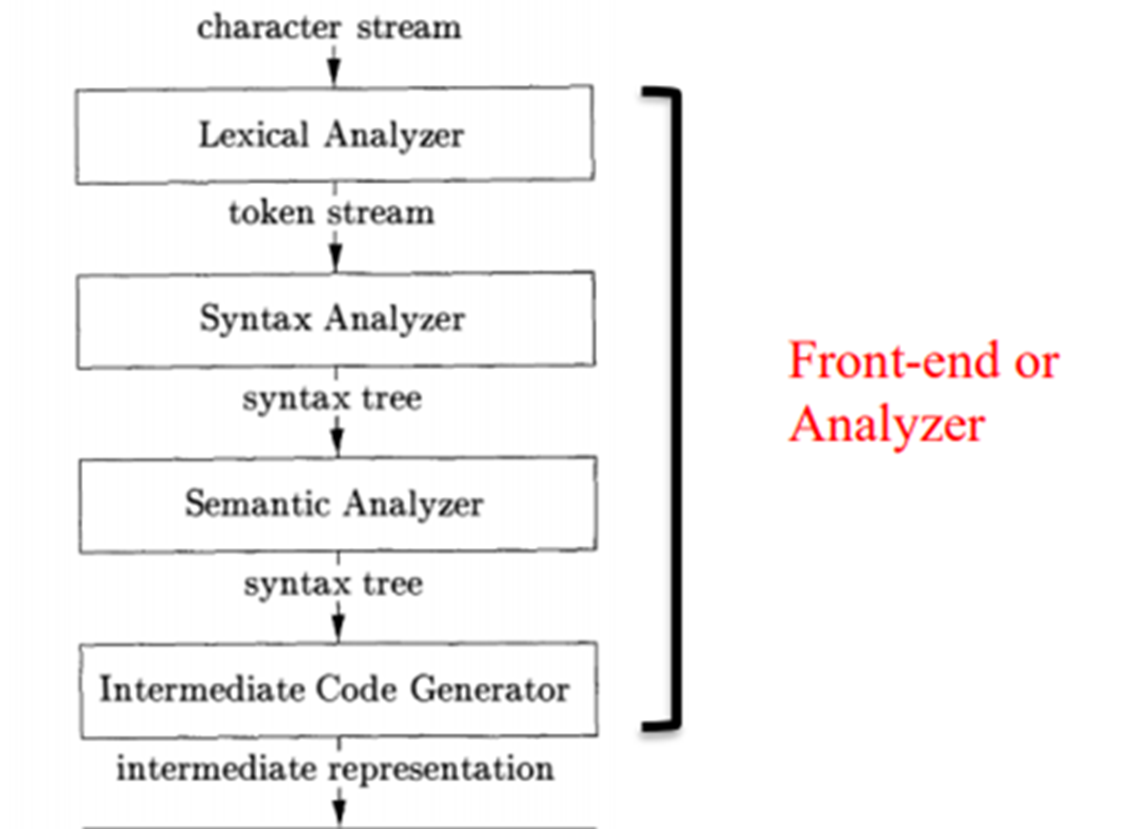 character stream
Lexical Analyzer
token stream
Syntax Analyzer
syntax tree
Semantic Analyzer
syntax tree
Intermediate Code Generator
intermediate representation
Front-end or
Analyzer